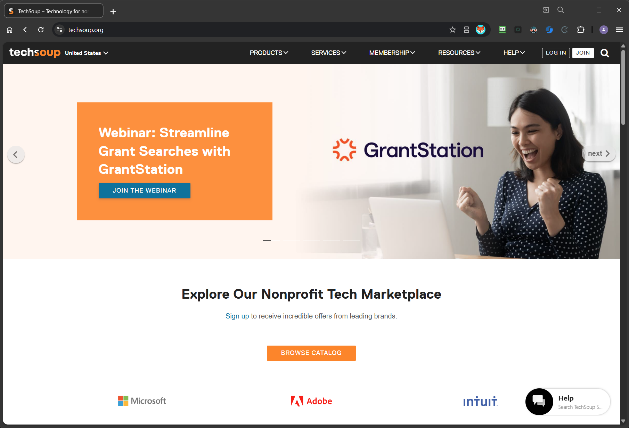 TechSoup - Technology for no
techsoup.org
techsoup United States
PRODUCTS
SERVICES
MEMBERSHIP
RESOURCES
HELP
LOG IN
JOIN
Webinar: Streamline
Grant Searches with
GrantStation
JOIN THE WEBINAR
GrantStation
next
Explore Our Nonprofit Tech Marketplace
Sign up to receive incredible offers from leading brands.
BROWSE CATALOG
Microsoft
Adobe
intuit
Help
Search TechSoup S...